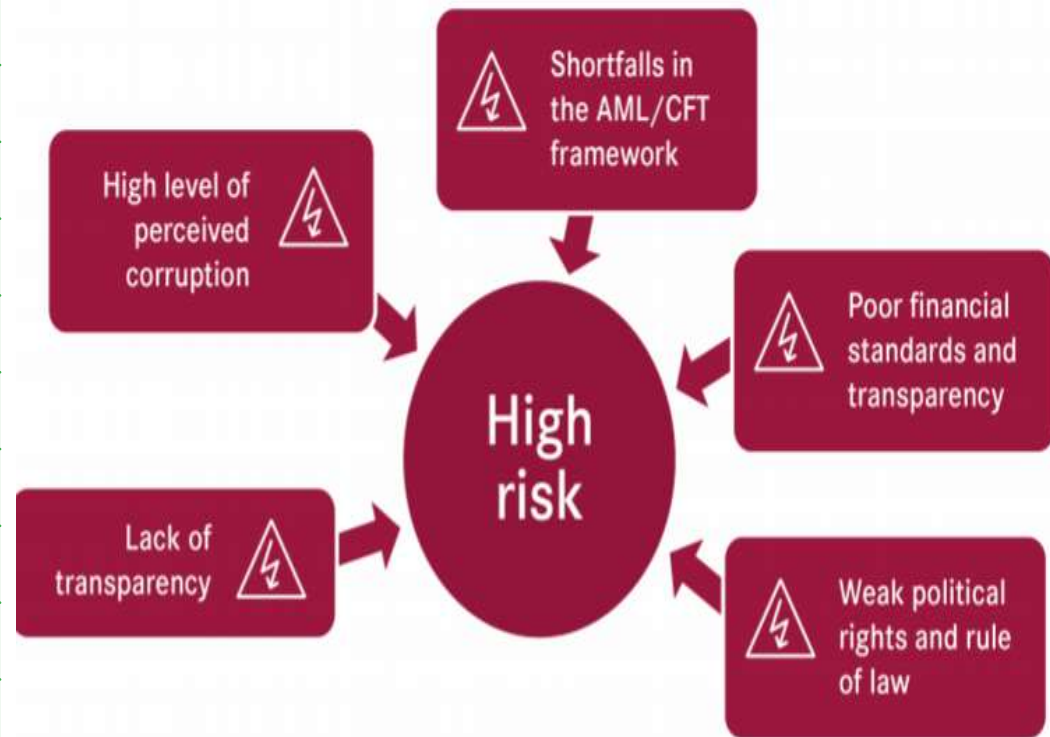 Shortfalls in
the AML/CFT
framework
High level of
perceived
corruption
Poor financial
standards and
transparency
High
risk
Lack of
transparency
Weak political
rights and rule
of law